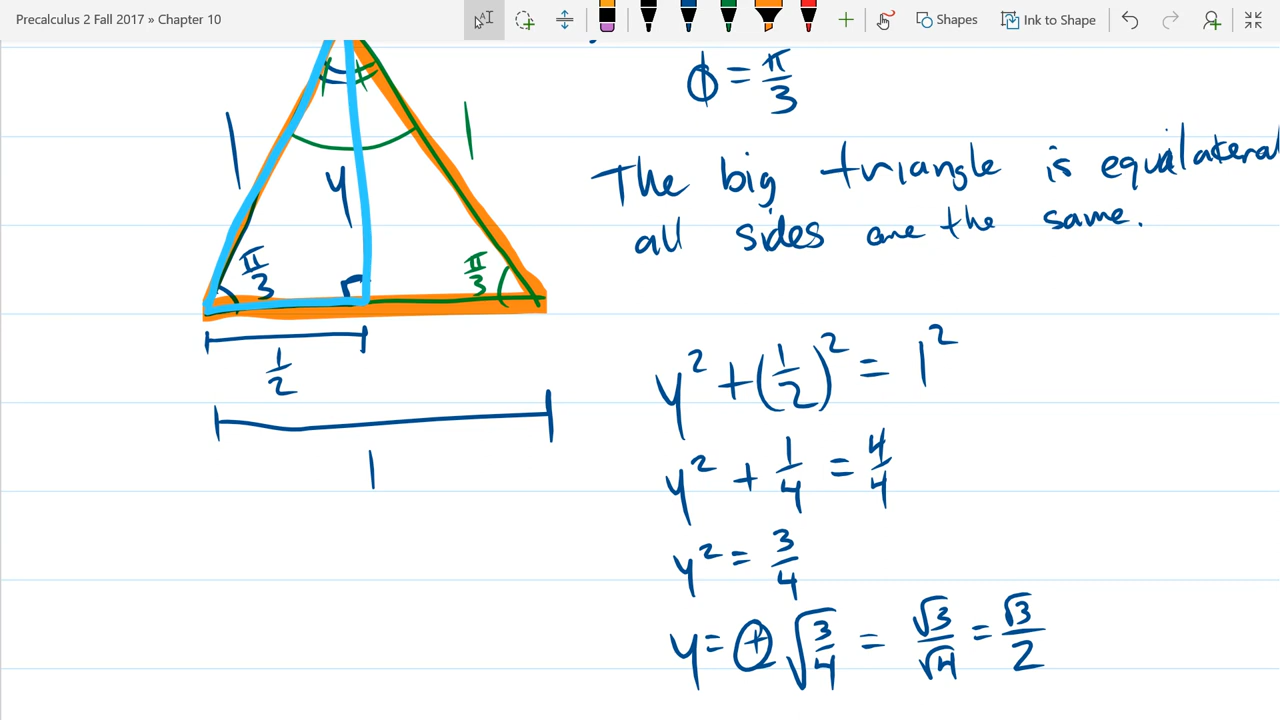 Precalculus 2 Fall 2017 » Chapter 10
Shapes
Ink to Shape
ϕ = π/3
The big triangle is equilateral
all sides are the same.
1
1
y
π/3
π/3
1/2
1
y² + (1/2)² = 1²
y² + 1/4 = 4/4
y² = 3/4
y = ± √(3/4) = √3/√4 = √3/2